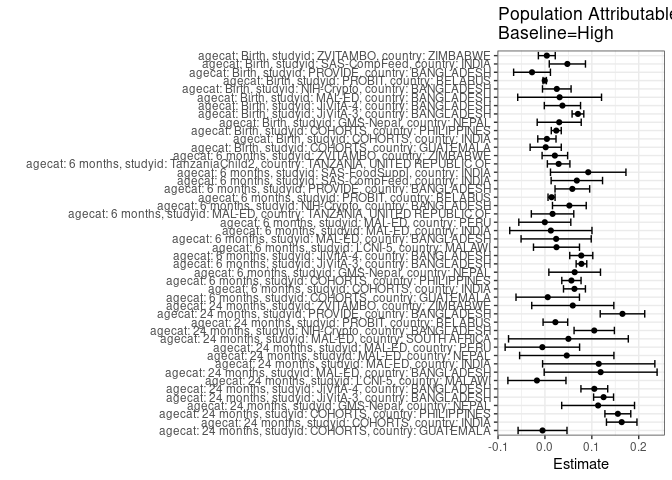 Population Attributable
Baseline=High
agecat: Birth, studyid: ZVITAMBO, country: ZIMBABWE
agecat: Birth, studyid: SAS-CompFeed, country: INDIA
agecat: Birth, studyid: PROVIDE, country: BANGLADESH
agecat: Birth, studyid: PROBIT, country: BELARUS
agecat: Birth, studyid: NIH-Crypto, country: BANGLADESH
agecat: Birth, studyid: MAL-ED, country: BANGLADESH
agecat: Birth, studyid: JiVitA-4, country: BANGLADESH
agecat: Birth, studyid: JiVitA-3, country: BANGLADESH
agecat: Birth, studyid: GMS-Nepal, country: NEPAL
agecat: Birth, studyid: COHORTS, country: PHILIPPINES
agecat: Birth, studyid: COHORTS, country: INDIA
agecat: Birth, studyid: COHORTS, country: GUATEMALA
agecat: 6 months, studyid: ZVITAMBO, country: ZIMBABWE
agecat: 6 months, studyid: TanzaniaChild2, country: TANZANIA, UNITED REPUBLIC OF
agecat: 6 months, studyid: SAS-FoodSuppl, country: INDIA
agecat: 6 months, studyid: SAS-CompFeed, country: INDIA
agecat: 6 months, studyid: PROVIDE, country: BANGLADESH
agecat: 6 months, studyid: PROBIT, country: BELARUS
agecat: 6 months, studyid: NIH-Crypto, country: BANGLADESH
agecat: 6 months, studyid: MAL-ED, country: TANZANIA, UNITED REPUBLIC OF
agecat: 6 months, studyid: MAL-ED, country: PERU
agecat: 6 months, studyid: MAL-ED, country: INDIA
agecat: 6 months, studyid: MAL-ED, country: BANGLADESH
agecat: 6 months, studyid: LCNI-5, country: MALAWI
agecat: 6 months, studyid: JiVitA-4, country: BANGLADESH
agecat: 6 months, studyid: JiVitA-3, country: BANGLADESH
agecat: 6 months, studyid: GMS-Nepal, country: NEPAL
agecat: 6 months, studyid: COHORTS, country: PHILIPPINES
agecat: 6 months, studyid: COHORTS, country: INDIA
agecat: 6 months, studyid: COHORTS, country: GUATEMALA
agecat: 24 months, studyid: ZVITAMBO, country: ZIMBABWE
agecat: 24 months, studyid: PROVIDE, country: BANGLADESH
agecat: 24 months, studyid: PROBIT, country: BELARUS
agecat: 24 months, studyid: NIH-Crypto, country: BANGLADESH
agecat: 24 months, studyid: MAL-ED, country: SOUTH AFRICA
agecat: 24 months, studyid: MAL-ED, country: PERU
agecat: 24 months, studyid: MAL-ED, country: NEPAL
agecat: 24 months, studyid: MAL-ED, country: INDIA
agecat: 24 months, studyid: MAL-ED, country: BANGLADESH
agecat: 24 months, studyid: LCNI-5, country: MALAWI
agecat: 24 months, studyid: JiVitA-4, country: BANGLADESH
agecat: 24 months, studyid: JiVitA-3, country: BANGLADESH
agecat: 24 months, studyid: GMS-Nepal, country: NEPAL
agecat: 24 months, studyid: COHORTS, country: PHILIPPINES
agecat: 24 months, studyid: COHORTS, country: INDIA
agecat: 24 months, studyid: COHORTS, country: GUATEMALA
-0.1 0.0 0.1 0.2
Estimate